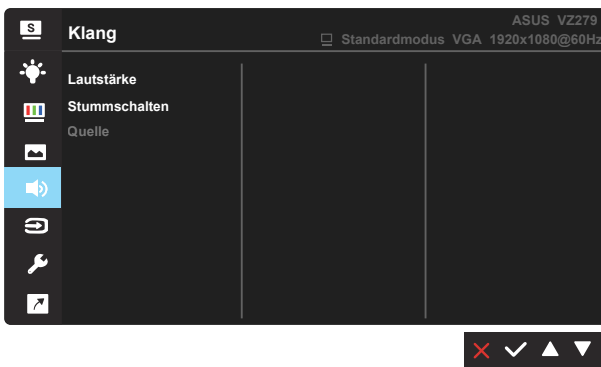 ASUS VZ279
S
Klang
Standardmodus VGA 1920x1080@60Hz
Lautstärke
Stummschalten
Quelle